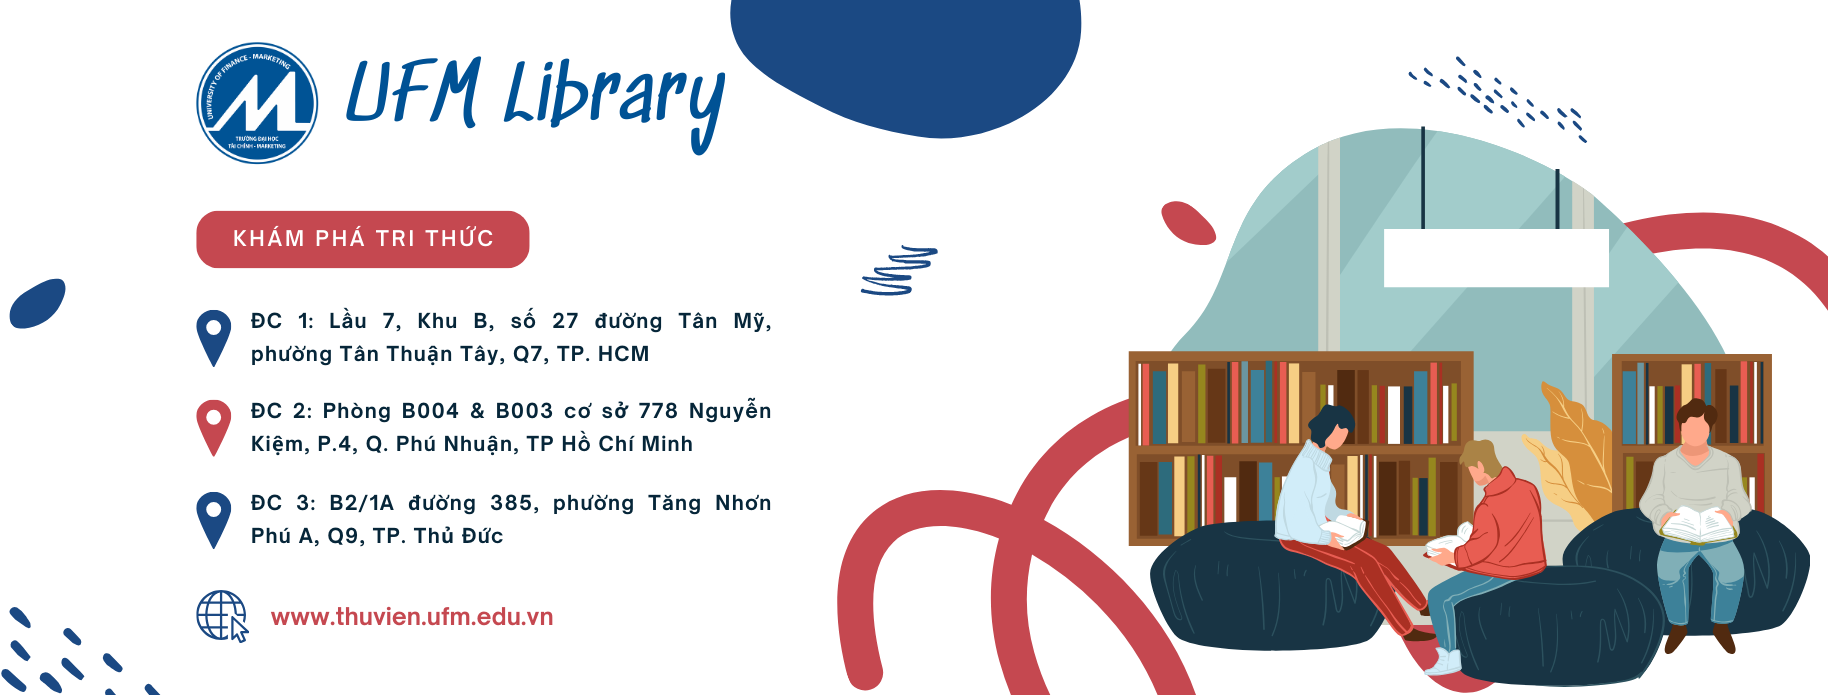 UNIVERSITY OF FINANCE - MARKETING
TRƯỜNG ĐẠI HỌC
TÀI CHÍNH - MARKETING
UFM Library
KHÁM PHÁ TRI THỨC
ĐC 1: Lầu 7, Khu B, số 27 đường Tân Mỹ,
phường Tân Thuận Tây, Q7, TP. HCM
ĐC 2: Phòng B004 & B003 cơ sở 778 Nguyễn
Kiệm, P.4, Q. Phú Nhuận, TP Hồ Chí Minh
ĐC 3: B2/1A đường 385, phường Tăng Nhơn
Phú A, Q9, TP. Thủ Đức
www.thuvien.ufm.edu.vn